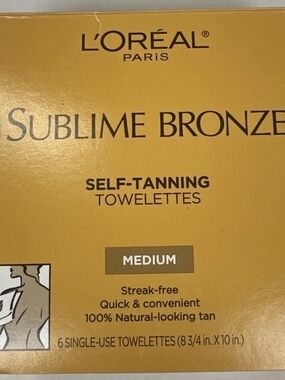 L'ORÉAL®
PARIS
SUBLIME BRONZE
SELF-TANNING
TOWELETTES
MEDIUM
Streak-free
Quick & convenient
100% Natural-looking tan
6 SINGLE-USE TOWELETTES (8 3/4 in. X 10 in.)